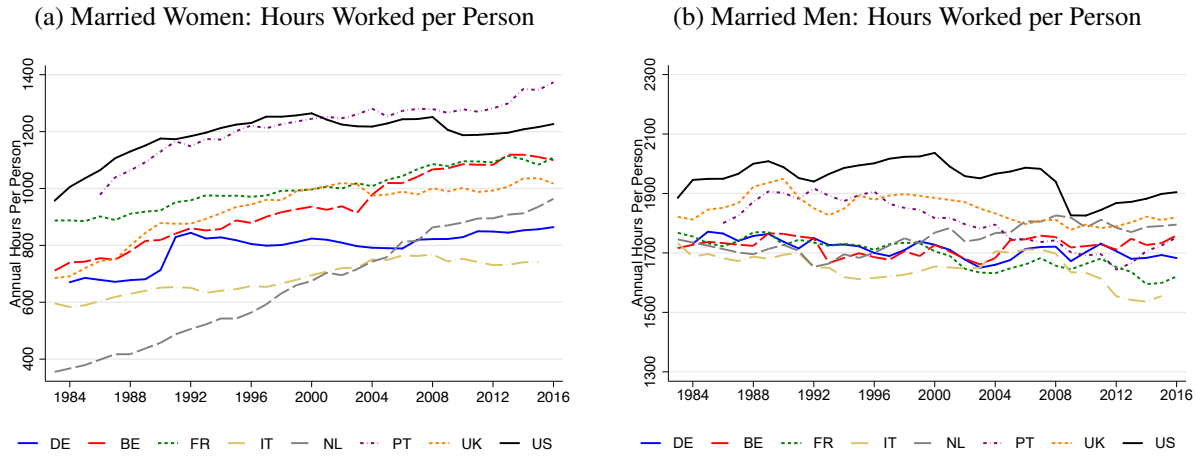 (a) Married Women: Hours Worked per Person
Annual Hours Per Person
1400
1200
1000
800
600
400
1984 1988 1992 1996 2000 2004 2008 2012 2016
DE BE FR IT NL PT UK US
(b) Married Men: Hours Worked per Person
Annual Hours Per Person
2300
2100
1900
1700
1500
1300
1984 1988 1992 1996 2000 2004 2008 2012 2016
DE BE FR IT NL PT UK US